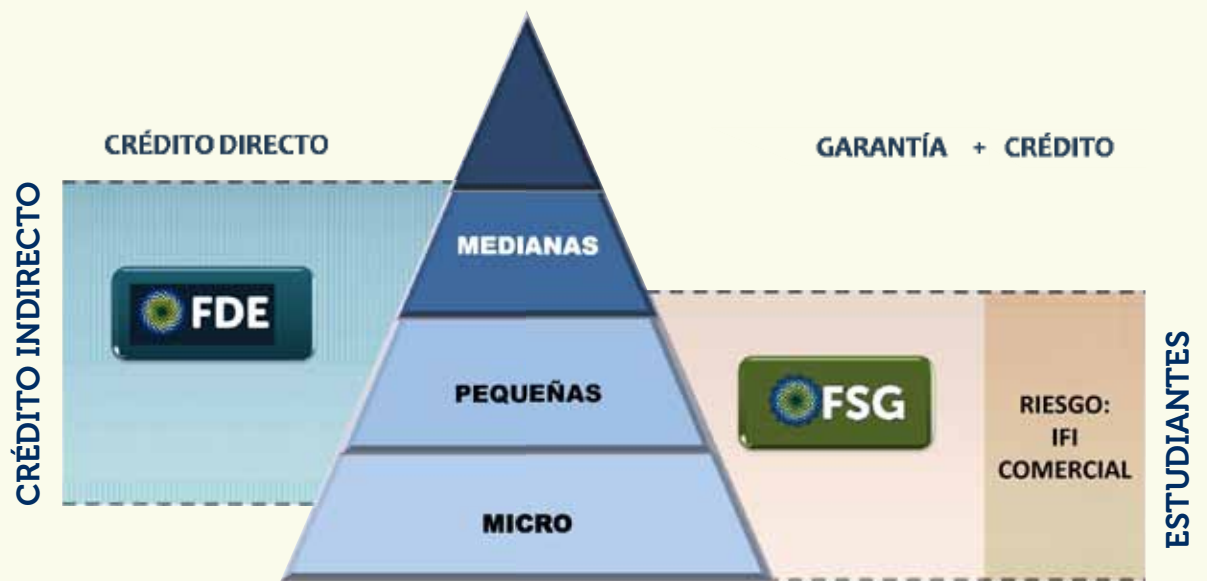 CRÉDITO DIRECTO
GARANTÍA + CRÉDITO
CRÉDITO INDIRECTO
FDE
MEDIANAS
PEQUEÑAS
MICRO
FSG
RIESGO:
IFI
COMERCIAL
ESTUDIANTES